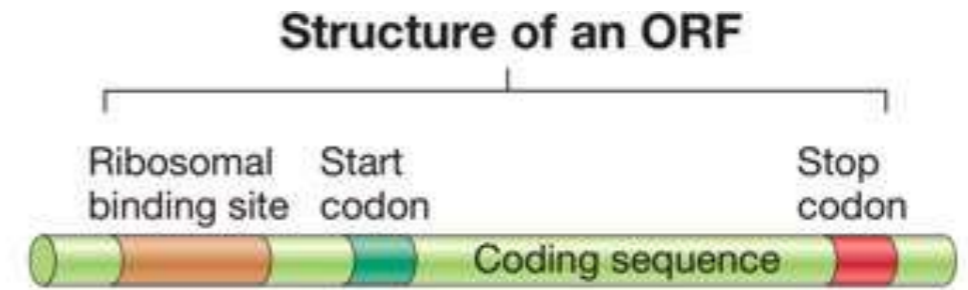 Structure of an ORF
Ribosomal
binding site
Start
codon
Stop
codon
Coding sequence